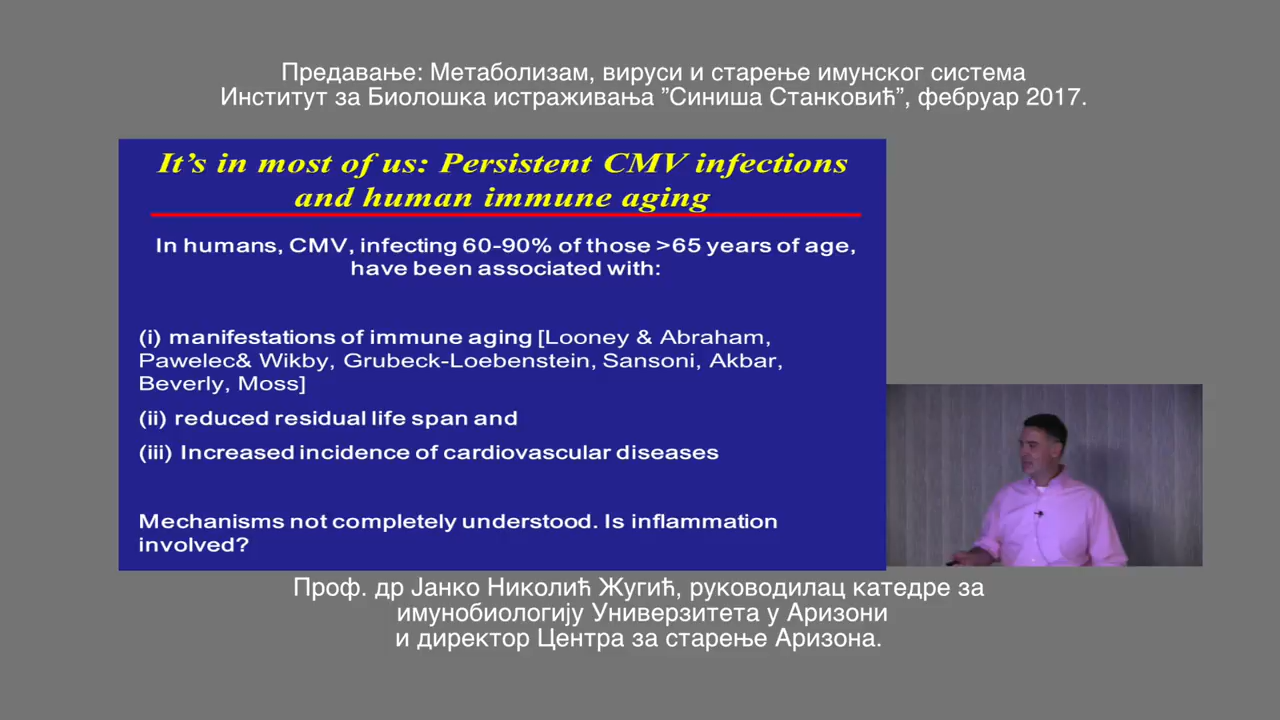 Предавање: Метаболизам, вируси и старење имунског система
Институт за Биолошка истраживања ”Синиша Станковић”, фебруар 2017.
It’s in most of us: Persistent CMV infections
and human immune aging
In humans, CMV, infecting 60-90% of those >65 years of age,
have been associated with:
(i) manifestations of immune aging [Looney & Abraham,
Pawelec& Wikby, Grubeck-Loebenstein, Sansoni, Akbar,
Beverly, Moss]
(ii) reduced residual life span and
(iii) Increased incidence of cardiovascular diseases
Mechanisms not completely understood. Is inflammation
involved?
Проф. др Јанко Николић Жугић, руководилац катедре за
имунобиологију Универзитета у Аризони
и директор Центра за старење Аризона.